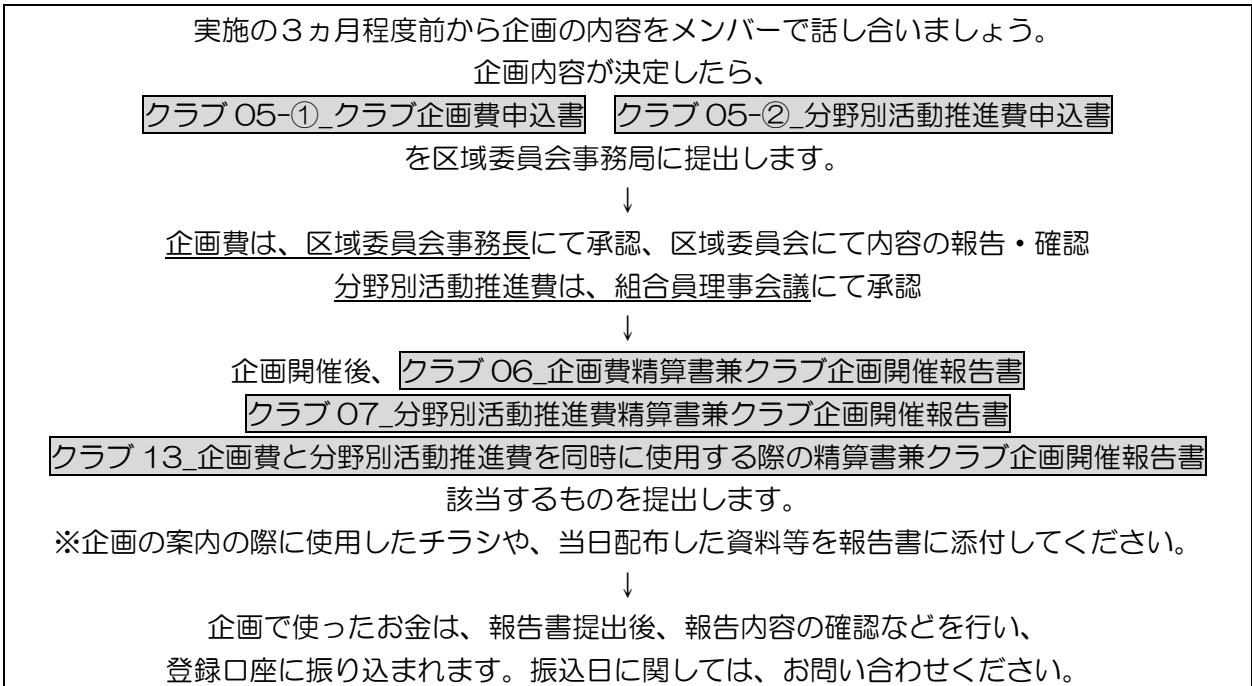 実施の３ヵ月程度前から企画の内容をメンバーで話し合いましょう。
企画内容が決定したら、
クラブ 05-①_クラブ企画費申込書　クラブ 05-②_分野別活動推進費申込書
を区域委員会事務局に提出します。
↓
企画費は、区域委員会事務長にて承認、区域委員会にて内容の報告・確認
分野別活動推進費は、組合員理事会議にて承認
↓
企画開催後、クラブ 06_企画費精算書兼クラブ企画開催報告書
クラブ 07_分野別活動推進費精算書兼クラブ企画開催報告書
クラブ 13_企画費と分野別活動推進費を同時に使用する際の精算書兼クラブ企画開催報告書
該当するものを提出します。
※企画の案内の際に使用したチラシや、当日配布した資料等を報告書に添付してください。
↓
企画で使ったお金は、報告書提出後、報告内容の確認などを行い、
登録口座に振り込まれます。振込日に関しては、お問い合わせください。